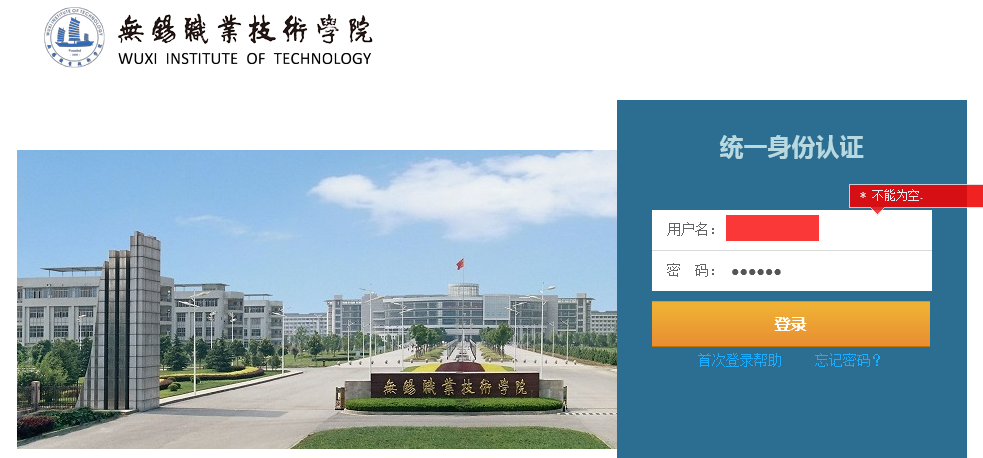 無錫職業技術學院
WUXI INSTITUTE OF TECHNOLOGY
統一身份认证
* 不能为空.
用户名：
密 码： ●●●●●●
登录
首次登录帮助 忘记密码？
無錫職業技術學院